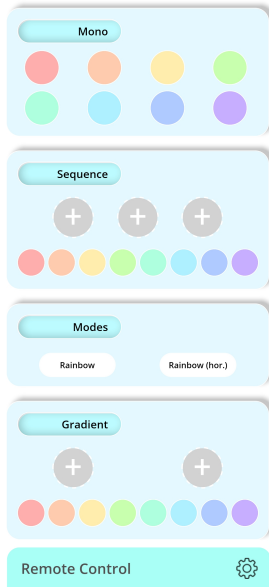 Mono
Sequence
Modes
Rainbow
Rainbow (hor.)
Gradient
Remote Control